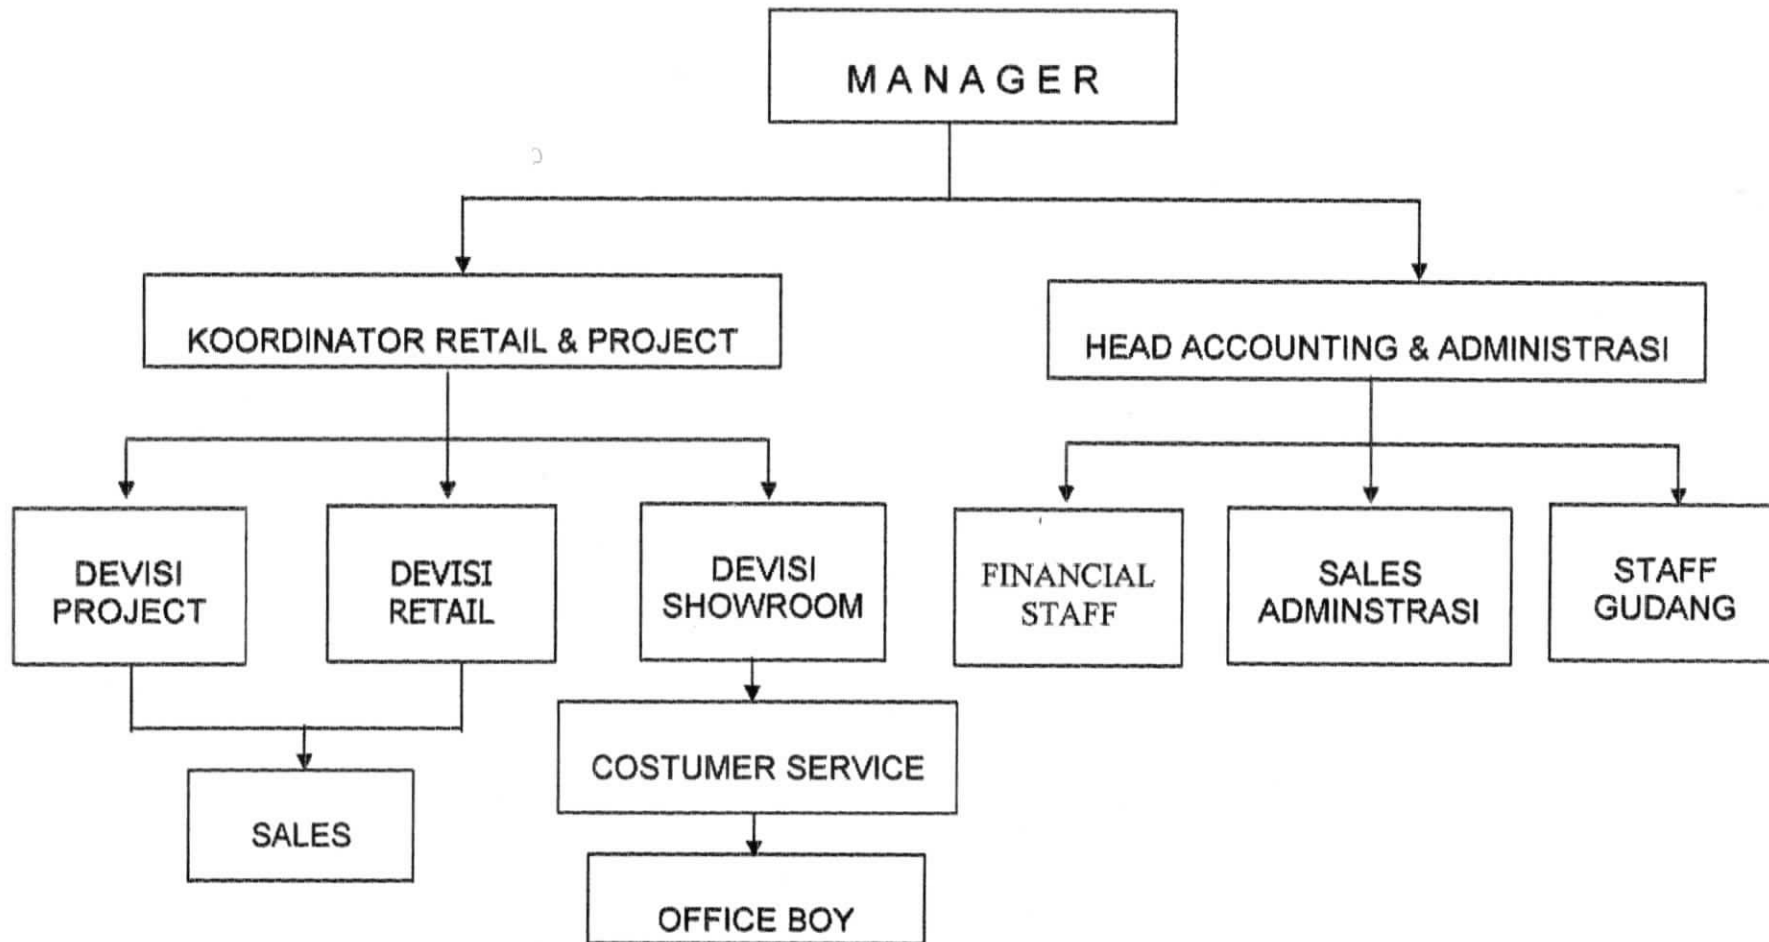 MANAGER
KOORDINATOR RETAIL & PROJECT
HEAD ACCOUNTING & ADMINISTRASI
DEVISI
PROJECT
DEVISI
RETAIL
DEVISI
SHOWROOM
FINANCIAL
STAFF
SALES
ADMINSTRASI
STAFF
GUDANG
COSTUMER SERVICE
SALES
OFFICE BOY